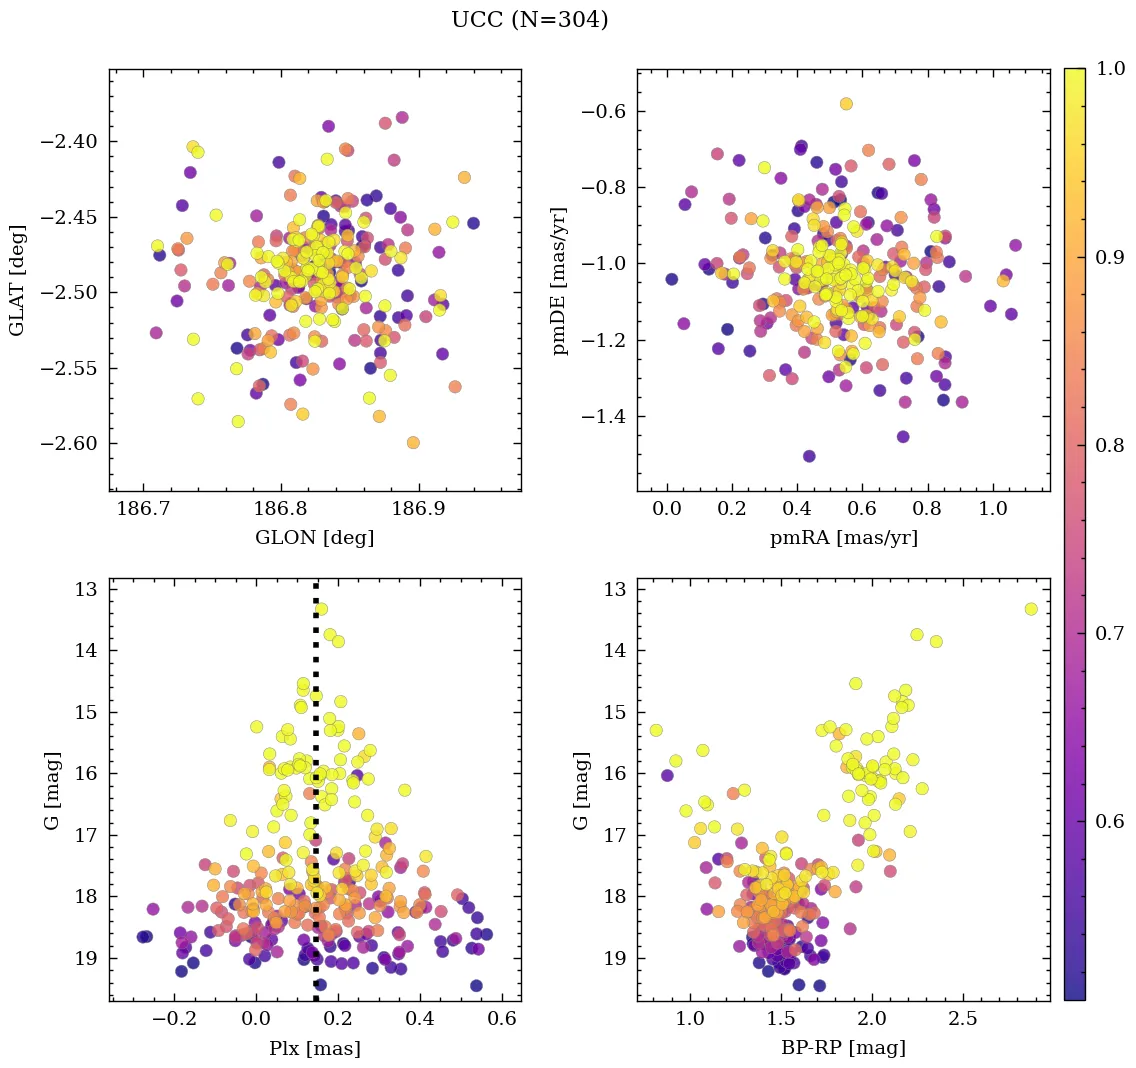 UCC (N=304)
−2.40
−2.45
−2.50
−2.55
−2.60
GLAT [deg]
186.7 186.8 186.9
GLON [deg]
−0.6
−0.8
−1.0
−1.2
−1.4
pmDE [mas/yr]
0.0 0.2 0.4 0.6 0.8 1.0
pmRA [mas/yr]
13
14
15
16
17
18
19
G [mag]
−0.2 0.0 0.2 0.4 0.6
Plx [mas]
13
14
15
16
17
18
19
G [mag]
1.0 1.5 2.0 2.5
BP-RP [mag]
1.0
0.9
0.8
0.7
0.6